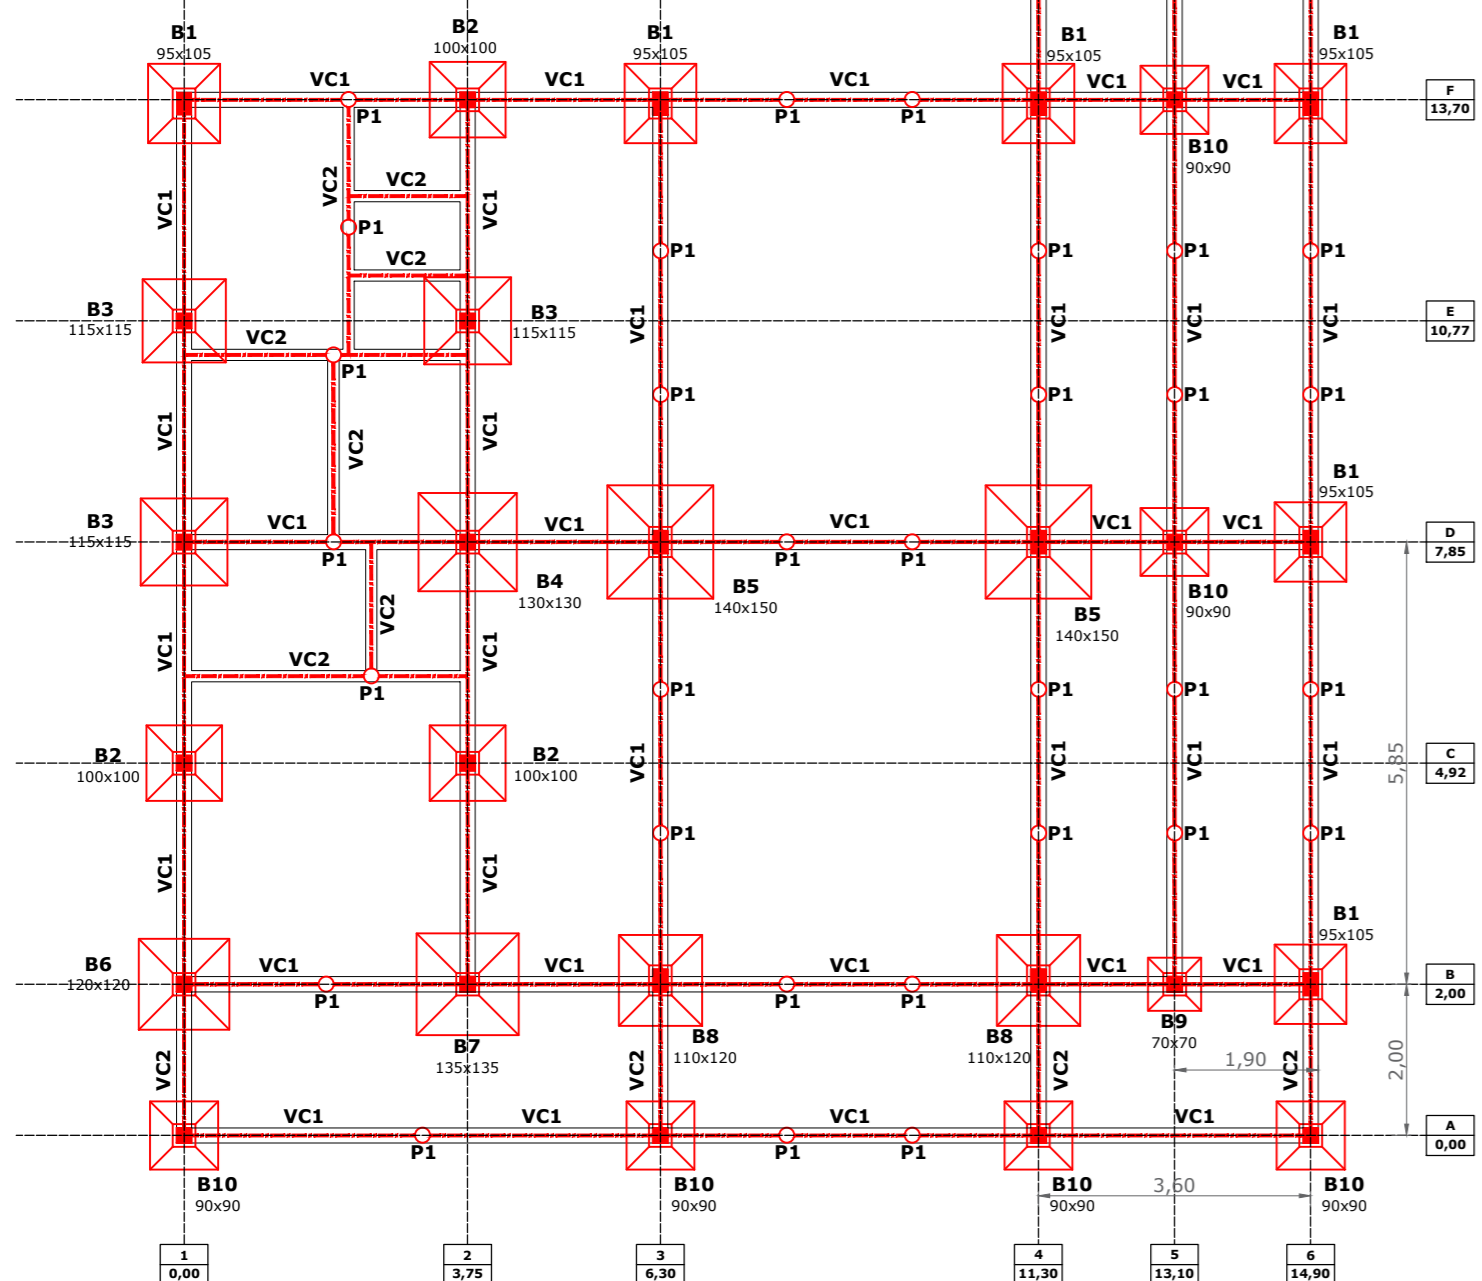 B1
95x105
B2
100x100
B1
95x105
B1
95x105
B1
95x105
VC1
VC1
VC1
VC1
VC1
F
13,70
P1
P1
P1
B10
90x90
VC2
VC2
VC1
VC1
P1
P1
P1
P1
P1
VC2
B3
115x115
B3
115x115
VC1
VC1
VC1
VC1
E
10,77
VC2
P1
P1
P1
P1
P1
VC1
VC2
VC1
B3
115x115
VC1
P1
VC1
B4
130x130
VC1
P1
P1
B5
140x150
VC1
B5
140x150
VC1
B10
90x90
B1
95x105
D
7,85
VC2
VC1
VC1
VC2
P1
P1
P1
P1
P1
B2
100x100
B2
100x100
VC1
VC1
VC1
VC1
5,85
C
4,92
P1
P1
P1
P1
VC1
VC1
B6
120x120
VC1
P1
VC1
VC1
P1
P1
VC1
VC1
B1
95x105
B
2,00
B7
135x135
B8
110x120
B8
110x120
B9
70x70
VC2
VC2
VC2
1,90
VC2
2,00
VC1
VC1
VC1
VC1
P1
P1
P1
A
0,00
B10
90x90
B10
90x90
B10
90x90
3,60
B10
90x90
1
0,00
2
3,75
3
6,30
4
11,30
5
13,10
6
14,90